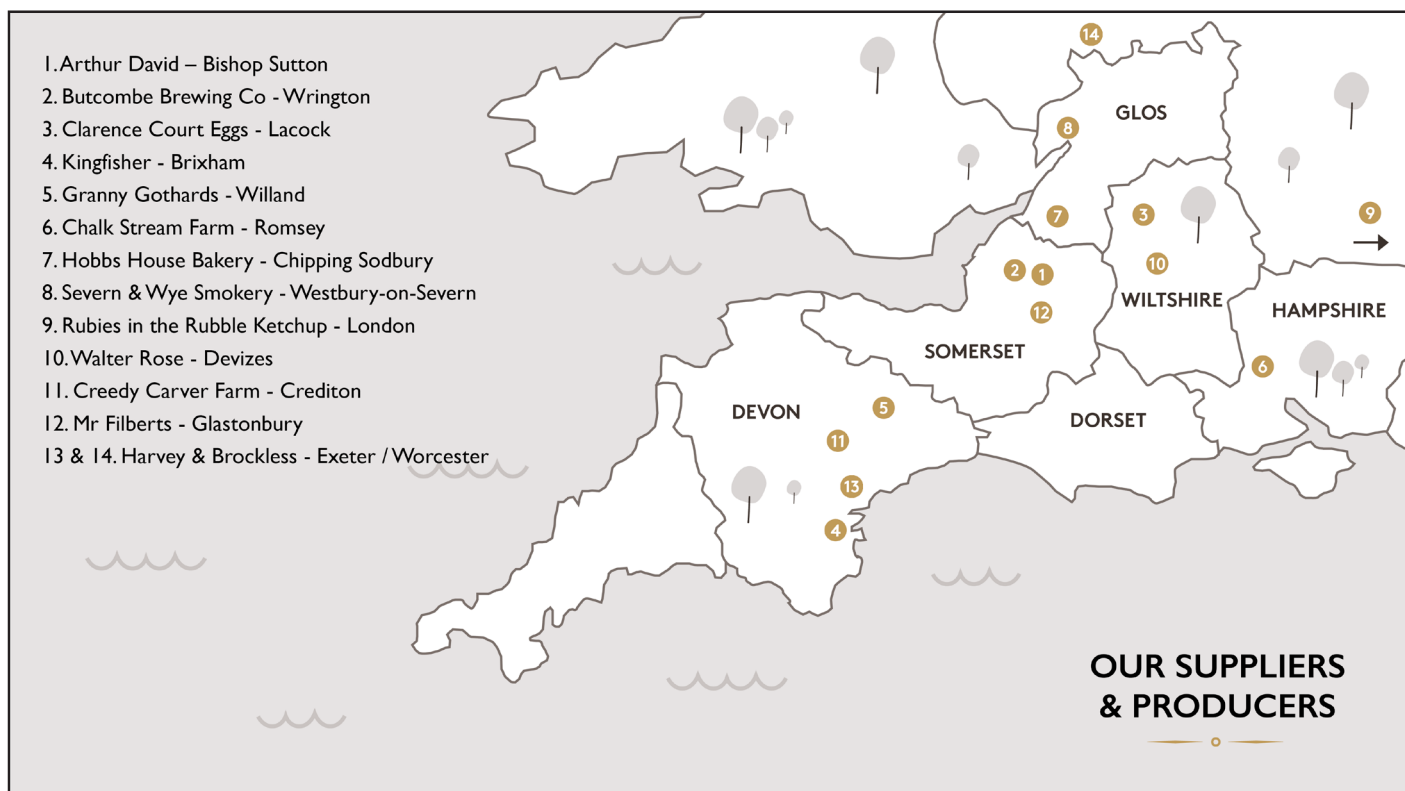 1. Arthur David – Bishop Sutton
2. Butcombe Brewing Co - Wrington
3. Clarence Court Eggs - Lacock
4. Kingfisher - Brixham
5. Granny Gothards - Willand
6. Chalk Stream Farm - Romsey
7. Hobbs House Bakery - Chipping Sodbury
8. Severn & Wye Smokery - Westbury-on-Severn
9. Rubies in the Rubble Ketchup - London
10. Walter Rose - Devizes
11. Creedy Carver Farm - Crediton
12. Mr Filberts - Glastonbury
13 & 14. Harvey & Brockless - Exeter / Worcester
14
GLOS
8
3
9
7
10
2
1
WILTSHIRE
12
HAMPSHIRE
SOMERSET
6
DEVON
5
DORSET
11
13
4
OUR SUPPLIERS
& PRODUCERS